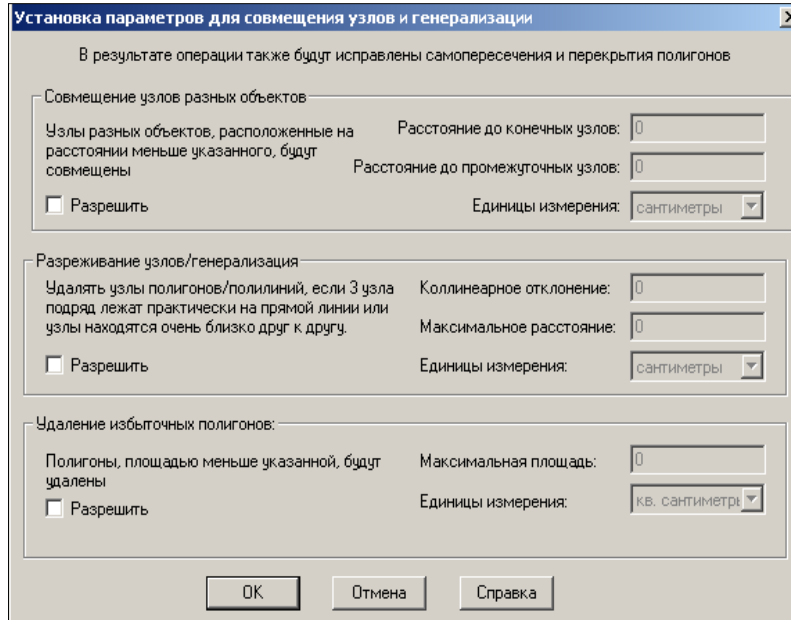 Установка параметров для совмещения узлов и генерализации
В результате операции также будут исправлены самопересечения и перекрытия полигонов
Совмещение узлов разных объектов
Узлы разных объектов, расположенные на
расстоянии меньше указанного, будут
совмещены
Разрешить
Расстояние до конечных узлов: 0
Расстояние до промежуточных узлов: 0
Единицы измерения: сантиметры
Разреживание узлов/генерализация
Удалять узлы полигонов/полилиний, если 3 узла
подряд лежат практически на прямой линии или
узлы находятся очень близко друг к другу.
Разрешить
Коллинеарное отклонение: 0
Максимальное расстояние: 0
Единицы измерения: сантиметры
Удаление избыточных полигонов:
Полигоны, площадью меньше указанной, будут
удалены
Разрешить
Максимальная площадь: 0
Единицы измерения: кв. сантиметры
OK Отмена Справка